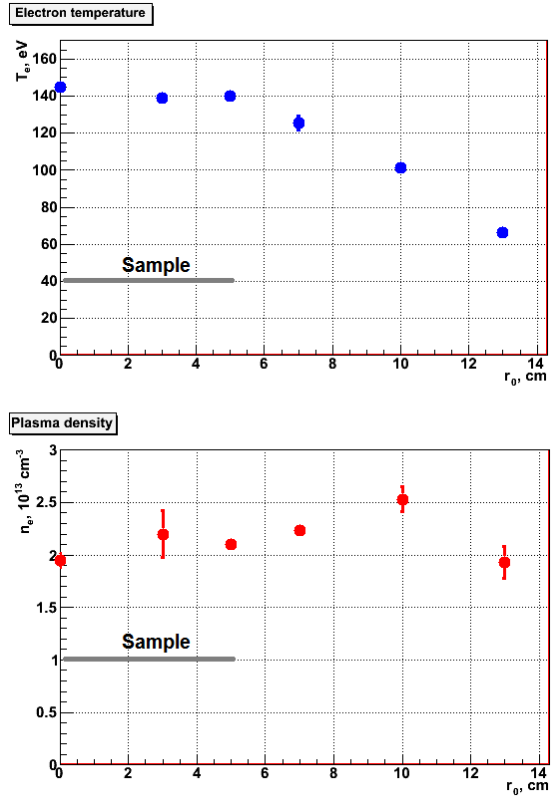 Electron temperature
T_e, eV
160
140
120
100
80
60
40
20
0
Sample
0 2 4 6 8 10 12 14
r_0, cm
Plasma density
n_e, 10^13 cm^-3
3
2.5
2
1.5
1
0.5
0
Sample
0 2 4 6 8 10 12 14
r_0, cm